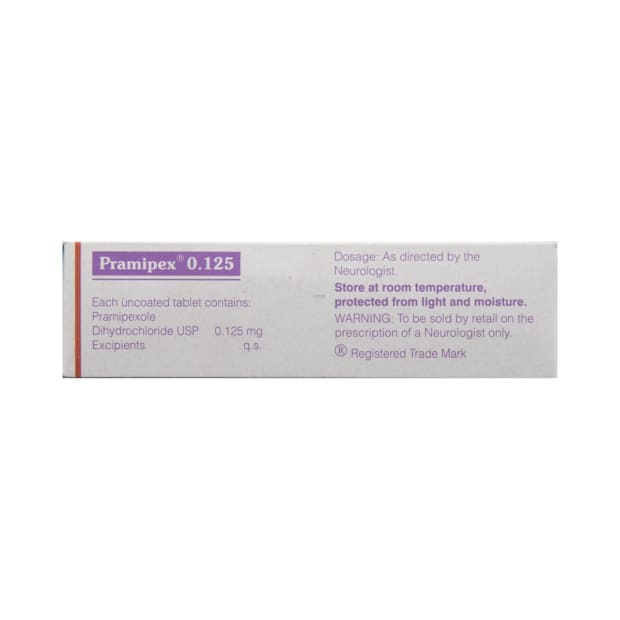 Pramipex® 0.125
Each uncoated tablet contains:
Pramipexole
Dihydrochloride USP 0.125 mg
Excipients q.s.
Dosage: As directed by the
Neurologist.
Store at room temperature,
protected from light and moisture.
WARNING: To be sold by retail on the
prescription of a Neurologist only.
® Registered Trade Mark